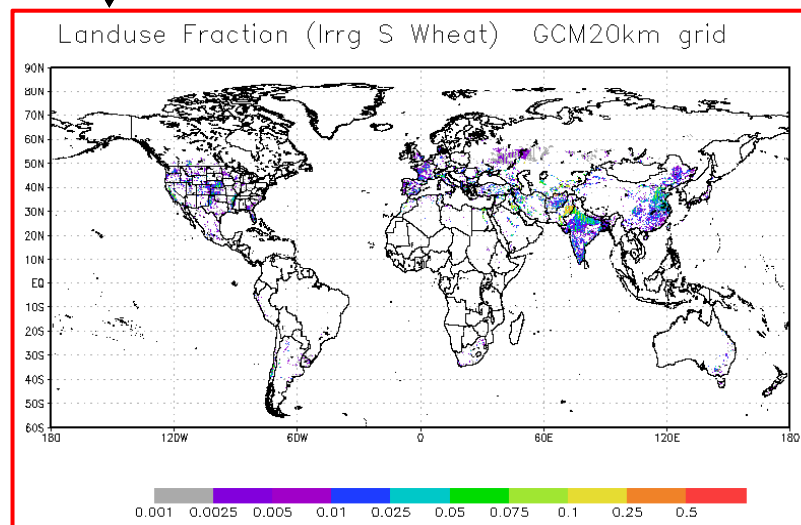 Landuse Fraction (Irrg S Wheat) GCM20km grid
90N
80N
70N
60N
50N
40N
30N
20N
10N
EQ
10S
20S
30S
40S
50S
60S
180 120W 60W 0 60E 120E 180
0.001 0.0025 0.005 0.01 0.025 0.05 0.075 0.1 0.25 0.5